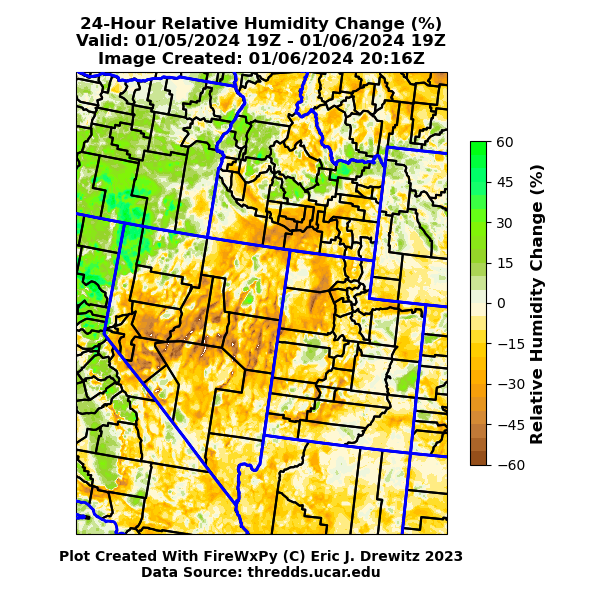 24-Hour Relative Humidity Change (%)
Valid: 01/05/2024 19Z - 01/06/2024 19Z
Image Created: 01/06/2024 20:16Z
60
45
30
15
0
−15
−30
−45
−60
Relative Humidity Change (%)
Plot Created With FireWxPy (C) Eric J. Drewitz 2023
Data Source: thredds.ucar.edu